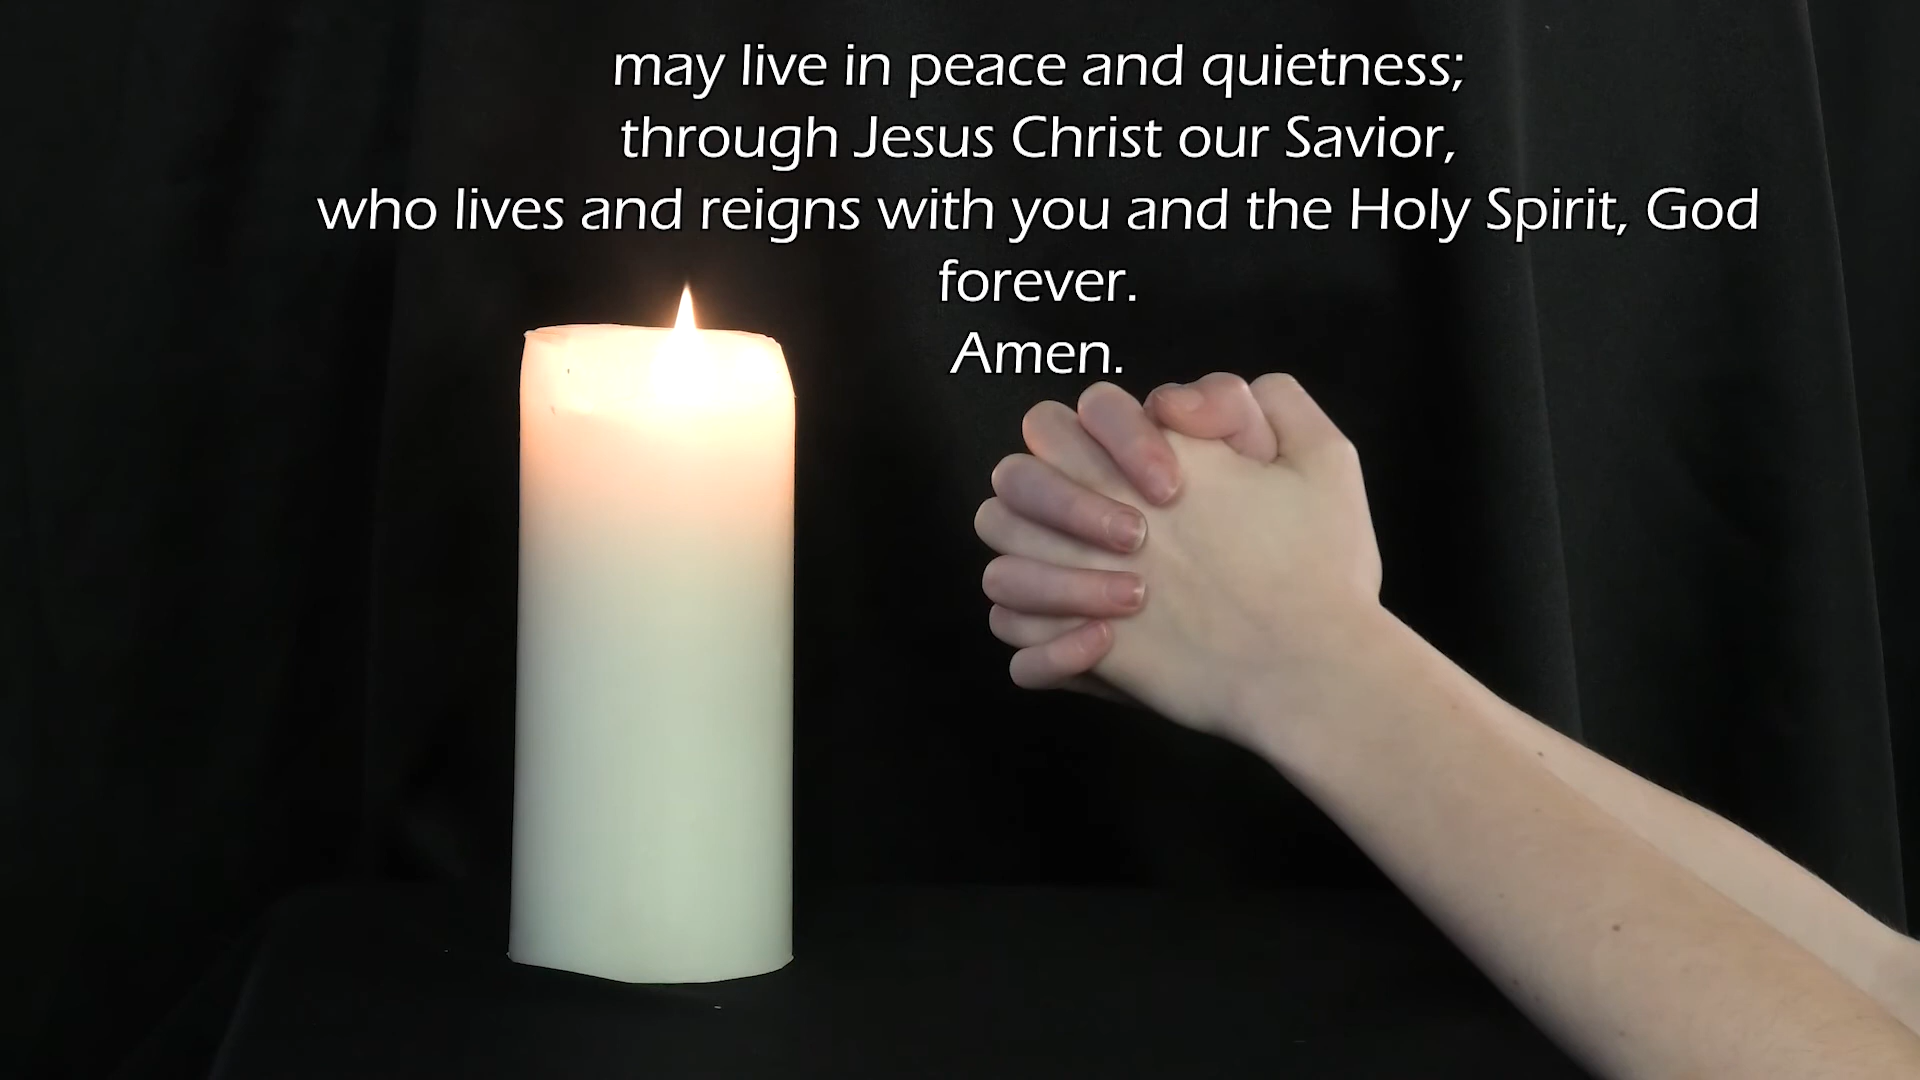 may live in peace and quietness;
through Jesus Christ our Savior,
who lives and reigns with you and the Holy Spirit, God
forever.
Amen.